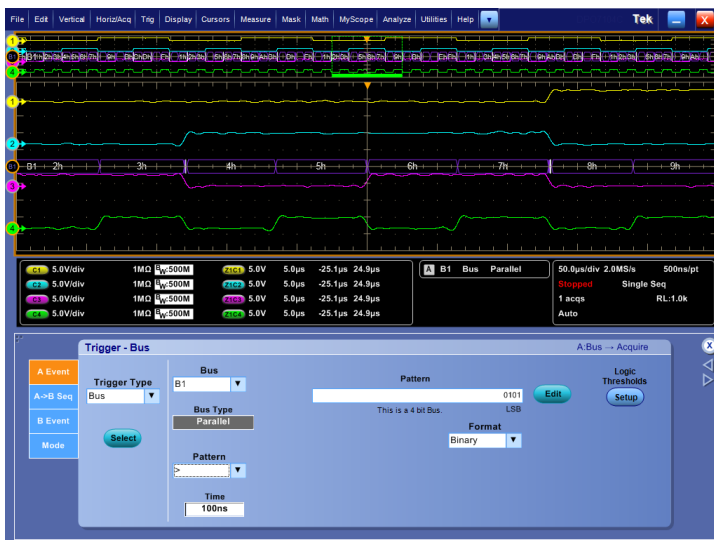 File Edit Vertical Horiz/Acq Trig Display Cursors Measure Mask Math MyScope Analyze Utilities Help Tek X
1
4
1
2
B1 B1 2h 3h 4h 5h 6h 7h 8h 9h
3
4
C1 5.0V/div 1MΩ BW:500M Z1C1 5.0V 5.0µs -25.1µs 24.9µs
C2 5.0V/div 1MΩ BW:500M Z1C2 5.0V 5.0µs -25.1µs 24.9µs
C3 5.0V/div 1MΩ BW:500M Z1C3 5.0V 5.0µs -25.1µs 24.9µs
C4 5.0V/div 1MΩ BW:500M Z1C4 5.0V 5.0µs -25.1µs 24.9µs
A B1 Bus Parallel
50.0µs/div 2.0MS/s 500ns/pt
Stopped Single Seq
1 acqs RL:1.0k
Auto
Trigger - Bus A:Bus → Acquire X
A Event
A->B Seq
B Event
Mode
Trigger Type
Bus
Select
Bus
B1
Bus Type
Parallel
Pattern
>
Time
100ns
Pattern
0101
This is a 4 bit Bus. LSB
Edit
Format
Binary
Logic
Thresholds
Setup